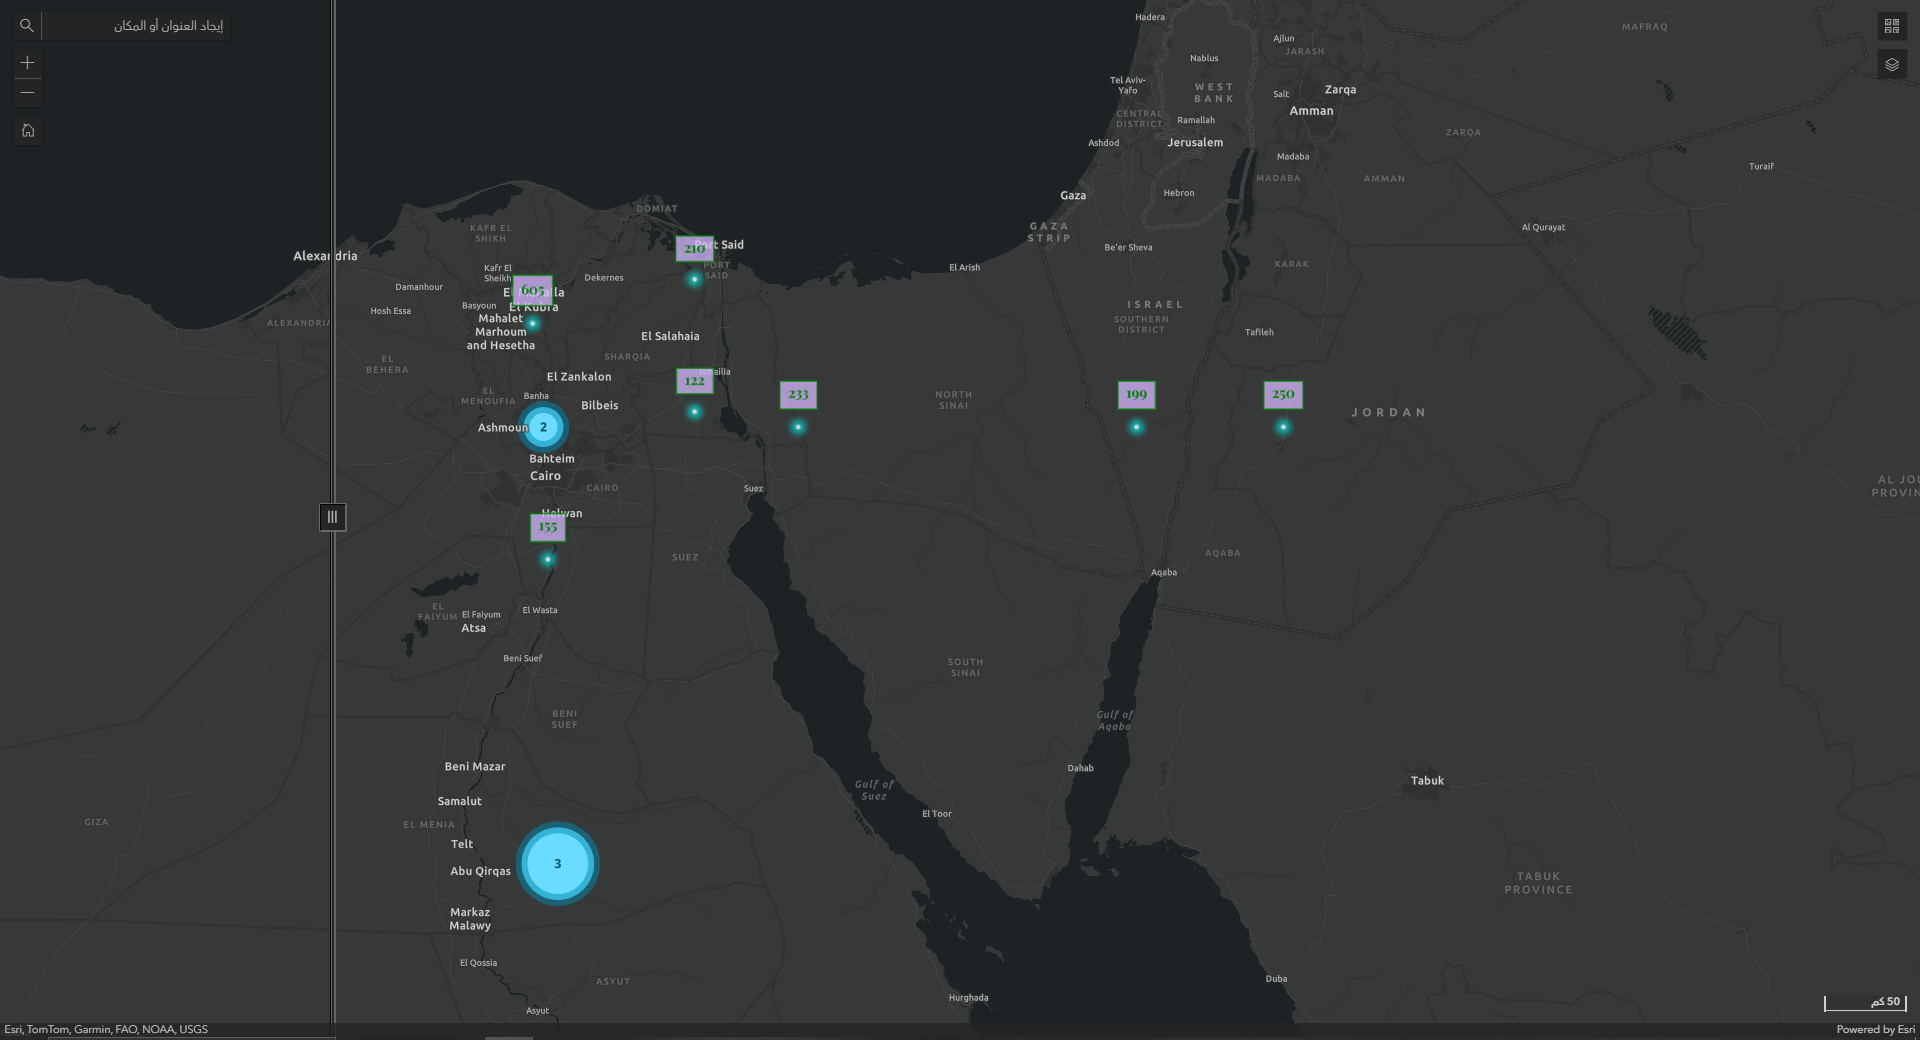 إيجاد العنوان أو المكان
Hadera
Ajlun
JARASH
MAFRAQ
Nablus
Tel Aviv-
Yafo
WEST
BANK
Salt
Zarqa
Amman
CENTRAL
DISTRICT
Ramallah
ZARQA
Ashdod
Jerusalem
Madaba
Turaif
MADABA
AMMAN
Gaza
Hebron
DOMIAT
KAFR EL
SHIKH
GAZA
STRIP
Al Qurayat
Alexandria
210
Port Said
Be'er Sheva
PORT
SAID
Kafr El
Sheikh
Dekernes
El Arish
KARAK
Damanhour
605
El Kubra
Basyoun
Hosh Essa
ISRAEL
ALEXANDRIA
Mahalet
Marhoum
and Hesetha
SOUTHERN
DISTRICT
Tafileh
El Salahaia
SHARQIA
EL
BEHERA
El Zankalon
122
233
199
250
EL
MENOUFIA
Banha
Bilbeis
NORTH
SINAI
JORDAN
Ashmoun
2
Bahteim
Cairo
CAIRO
Suez
AL JOU
PROVIN
Helwan
155
SUEZ
AQABA
Aqaba
EL
FAIYUM
El Faiyum
El Wasta
Atsa
Beni Suef
SOUTH
SINAI
BENI
SUEF
Gulf of
Aqaba
Beni Mazar
Dahab
Tabuk
Gulf of
Suez
Samalut
El Toor
GIZA
EL MENIA
Telt
3
Abu Qirqas
TABUK
PROVINCE
Markaz
Malawy
El Qossia
ASYUT
Duba
Hurghada
Asyut
50 كم
Esri, TomTom, Garmin, FAO, NOAA, USGS
Powered by Esri